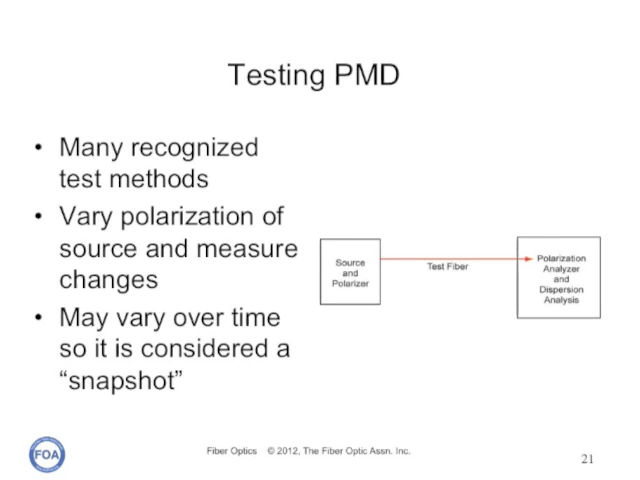 Testing PMD
• Many recognized
test methods
• Vary polarization of
source and measure
changes
• May vary over time
so it is considered a
“snapshot”
Source
and
Polarizer
Test Fiber
Polarization
Analyzer
and
Dispersion
Analysis
FOA
Fiber Optics © 2012, The Fiber Optic Assn. Inc.
21